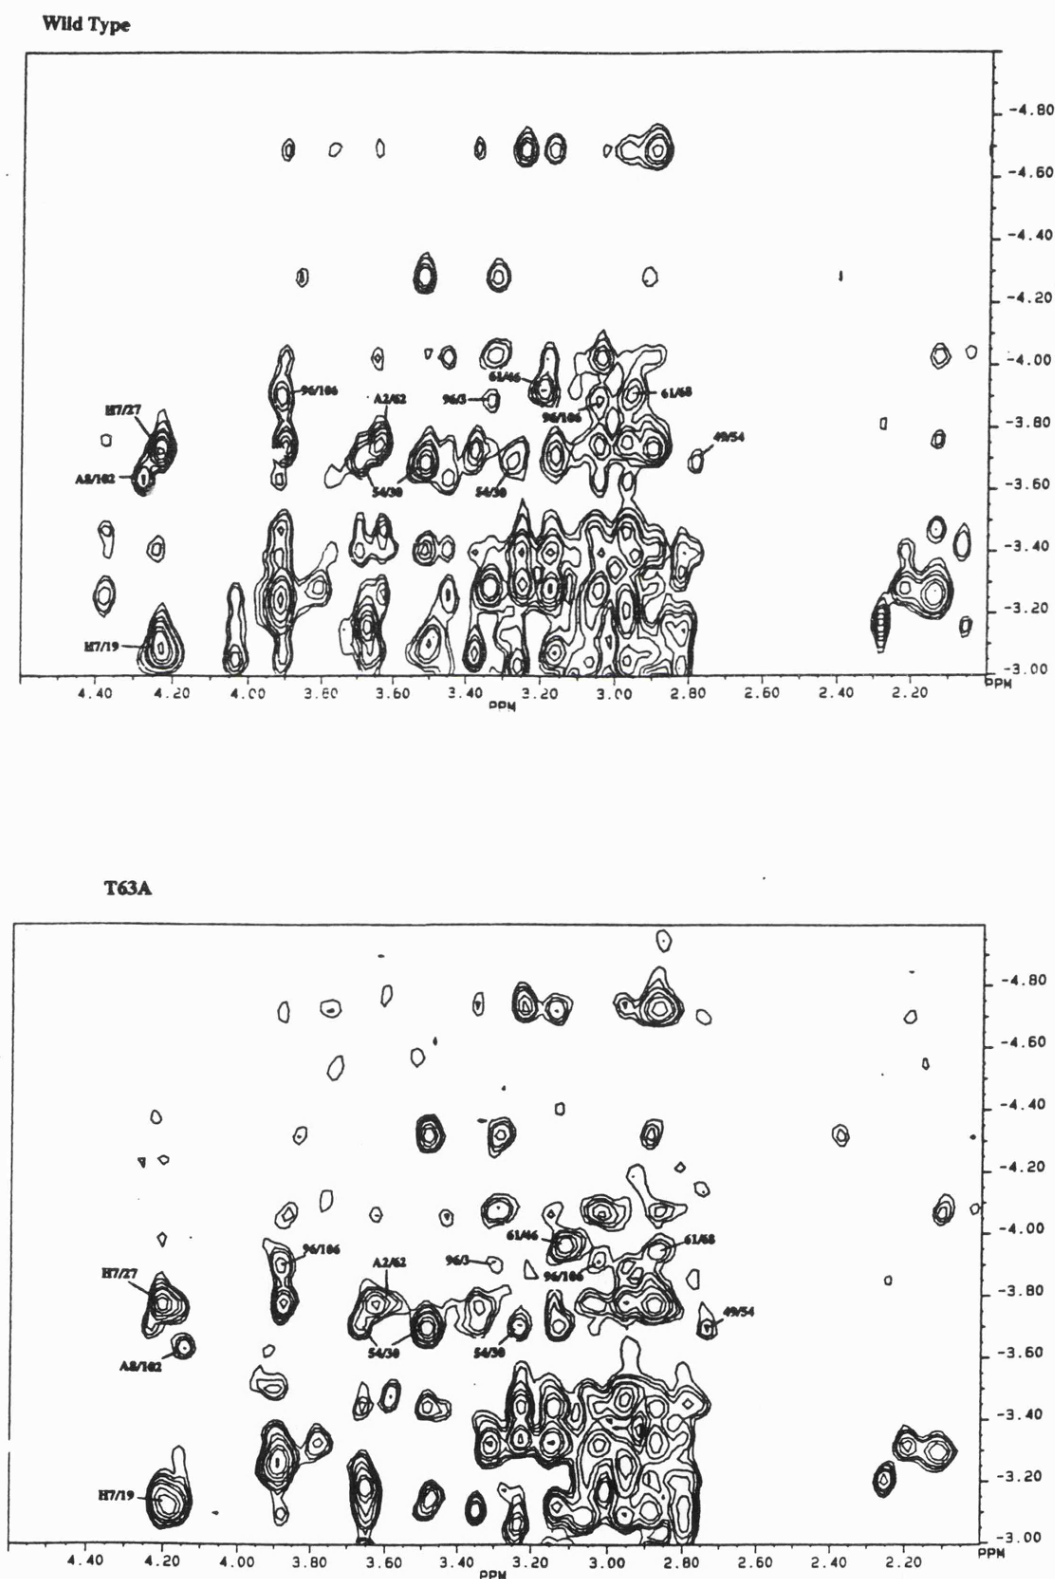 Wild Type
-4.80
-4.60
-4.40
-4.20
-4.00
61/46
96/106
A2/62
96/3
96/106
61/68
H7/27
-3.80
49/54
A8/102
54/30
54/30
-3.60
-3.40
-3.20
H7/19
-3.00
4.40 4.20 4.00 3.80 3.60 3.40 3.20 3.00 2.80 2.60 2.40 2.20 PPM
PPM
T63A
-4.80
-4.60
-4.40
-4.20
-4.00
61/46
96/106
A2/62
96/3
96/106
61/68
H7/27
-3.80
49/54
54/30
54/30
A8/102
-3.60
-3.40
-3.20
H7/19
-3.00
4.40 4.20 4.00 3.80 3.60 3.40 3.20 3.00 2.80 2.60 2.40 2.20 PPM
PPM